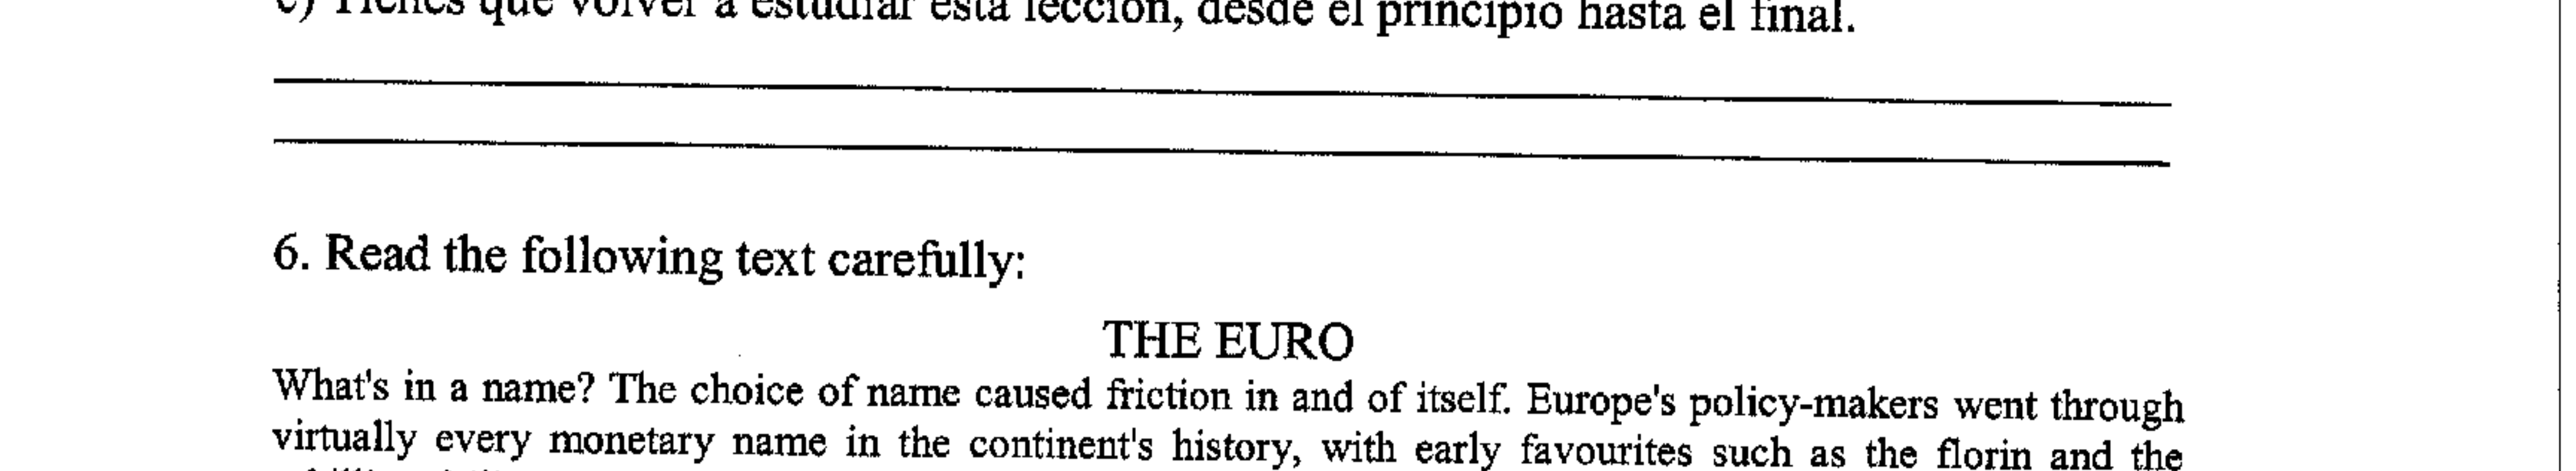 c) Tienes que volver a estudiar esta lección, desde el principio hasta el final.
6. Read the following text carefully:
THE EURO
What's in a name? The choice of name caused friction in and of itself. Europe's policy-makers went through
virtually every monetary name in the continent's history, with early favourites such as the florin and the